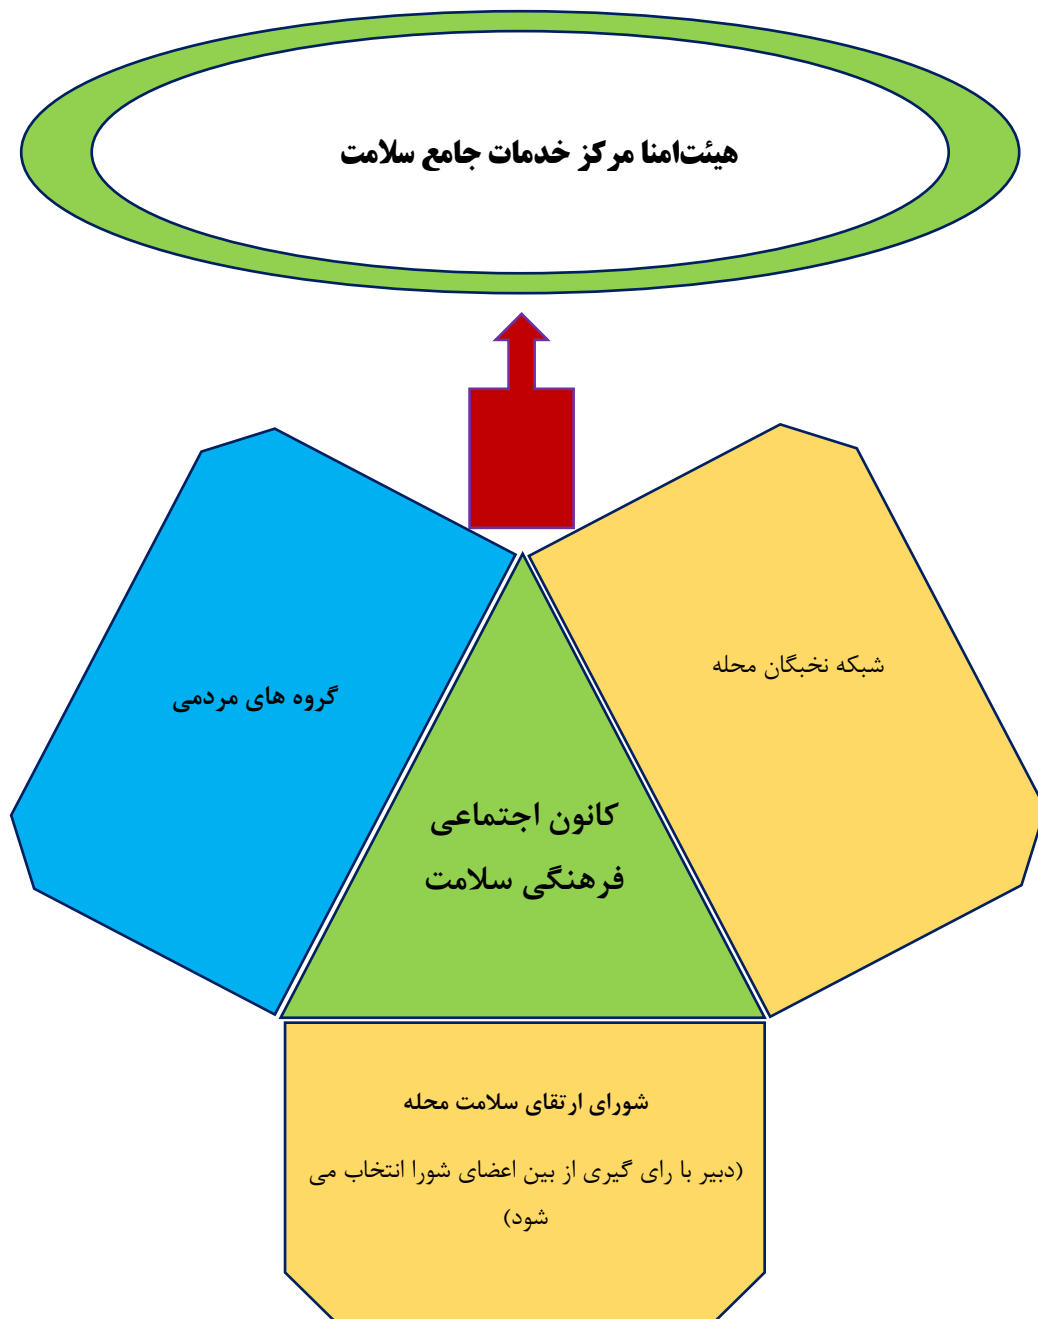 هیئت‌امنا مرکز خدمات جامع سلامت
شبکه نخبگان محله
گروه های مردمی
کانون اجتماعی
فرهنگی سلامت
شورای ارتقای سلامت محله
(دبیر با رای گیری از بین اعضای شورا انتخاب می
شود)